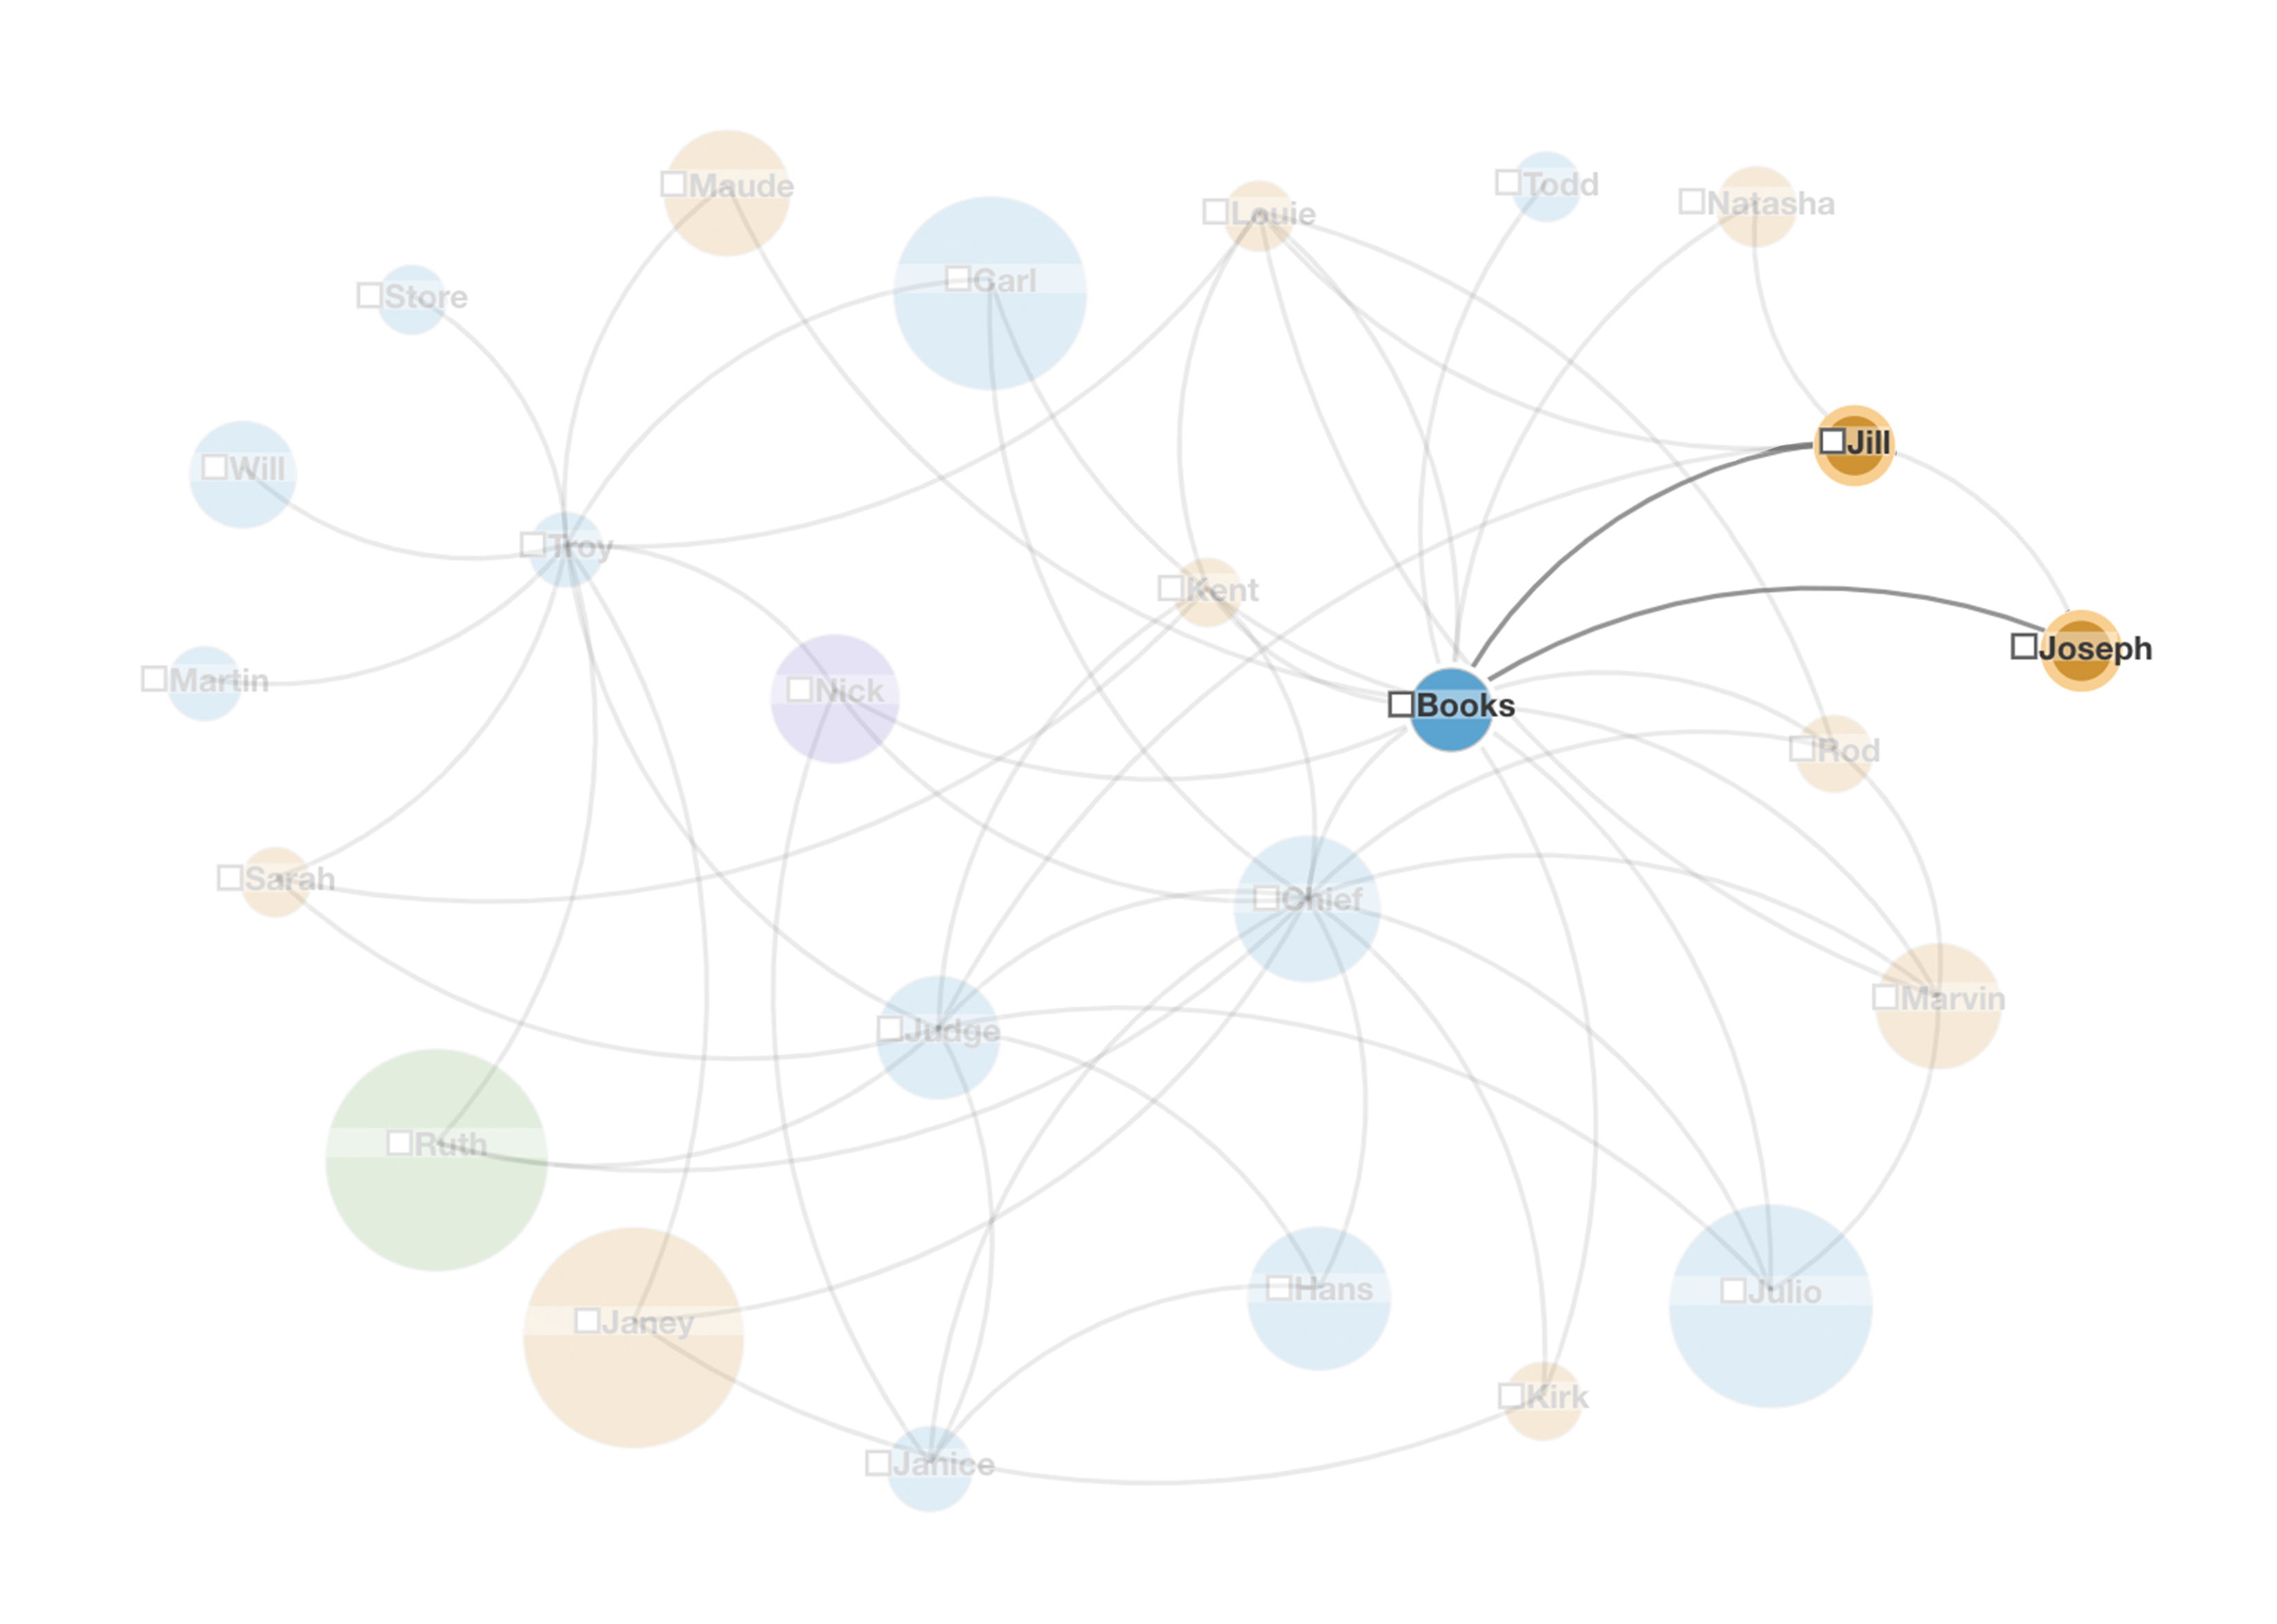 Maude
Todd
Natasha
Louie
Carl
Store
Jill
Will
Troy
Kent
Joseph
Martin
Nick
Books
Rod
Sarah
Chief
Marvin
Judge
Ruth
Hans
Julio
Janey
Kirk
Janice